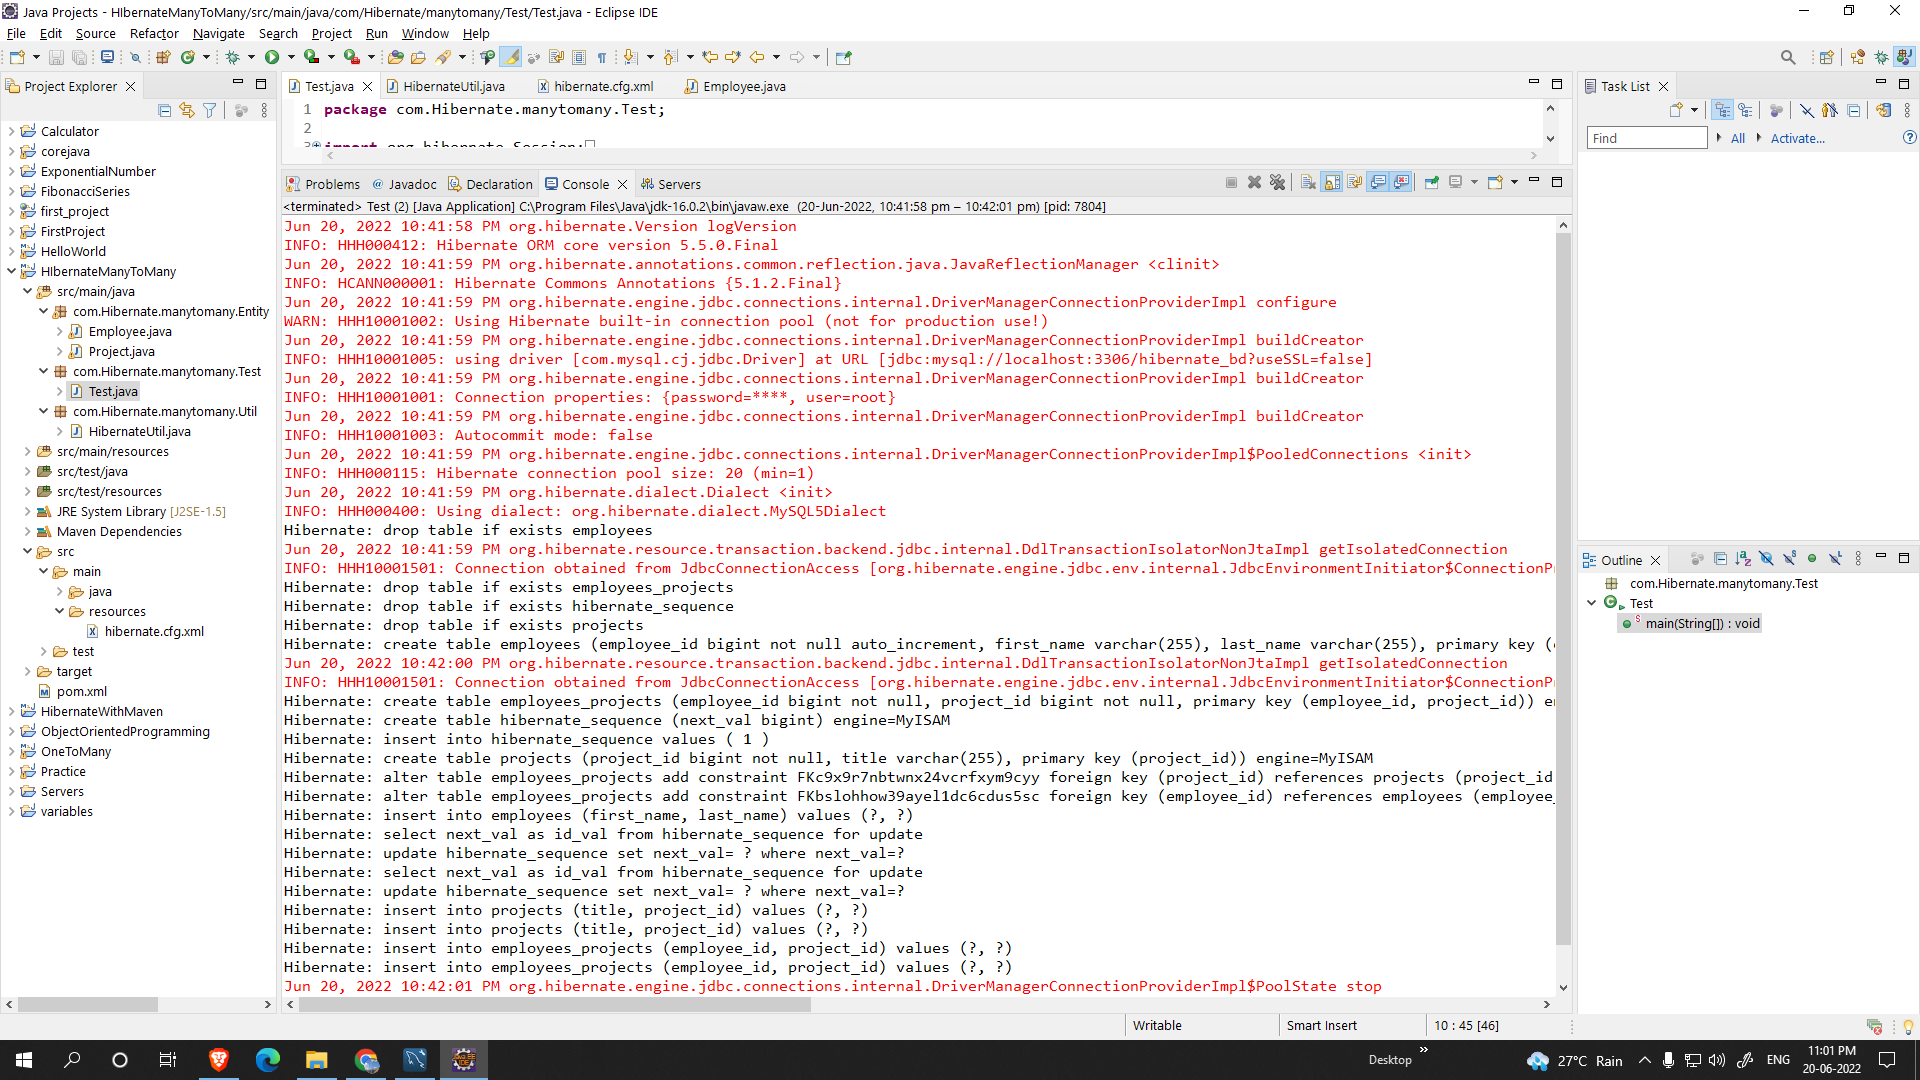 Java Projects - HIbernateManyToMany/src/main/java/com/Hibernate/manytomany/Test/Test.java - Eclipse IDE
File Edit Source Refactor Navigate Search Project Run Window Help
Project Explorer
Calculator
corejava
ExponentialNumber
FibonacciSeries
first_project
FirstProject
HelloWorld
HIbernateManyToMany
src/main/java
com.Hibernate.manytomany.Entity
Employee.java
Project.java
com.Hibernate.manytomany.Test
Test.java
com.Hibernate.manytomany.Util
HibernateUtil.java
src/main/resources
src/test/java
src/test/resources
JRE System Library [J2SE-1.5]
Maven Dependencies
src
main
java
resources
hibernate.cfg.xml
test
target
pom.xml
HibernateWithMaven
ObjectOrientedProgramming
OneToMany
Practice
Servers
variables
Test.java HibernateUtil.java hibernate.cfg.xml Employee.java
1 package com.Hibernate.manytomany.Test;
2
3 import org.hibernate.Session;
Problems Javadoc Declaration Console Servers
<terminated> Test (2) [Java Application] C:\Program Files\Java\jdk-16.0.2\bin\javaw.exe (20-Jun-2022, 10:41:58 pm – 10:42:01 pm) [pid: 7804]
Jun 20, 2022 10:41:58 PM org.hibernate.Version logVersion
INFO: HHH000412: Hibernate ORM core version 5.5.0.Final
Jun 20, 2022 10:41:59 PM org.hibernate.annotations.common.reflection.java.JavaReflectionManager <clinit>
INFO: HCANN000001: Hibernate Commons Annotations {5.1.2.Final}
Jun 20, 2022 10:41:59 PM org.hibernate.engine.jdbc.connections.internal.DriverManagerConnectionProviderImpl configure
WARN: HHH10001002: Using Hibernate built-in connection pool (not for production use!)
Jun 20, 2022 10:41:59 PM org.hibernate.engine.jdbc.connections.internal.DriverManagerConnectionProviderImpl buildCreator
INFO: HHH10001005: using driver [com.mysql.cj.jdbc.Driver] at URL [jdbc:mysql://localhost:3306/hibernate_bd?useSSL=false]
Jun 20, 2022 10:41:59 PM org.hibernate.engine.jdbc.connections.internal.DriverManagerConnectionProviderImpl buildCreator
INFO: HHH10001001: Connection properties: {password=****, user=root}
Jun 20, 2022 10:41:59 PM org.hibernate.engine.jdbc.connections.internal.DriverManagerConnectionProviderImpl buildCreator
INFO: HHH10001003: Autocommit mode: false
Jun 20, 2022 10:41:59 PM org.hibernate.engine.jdbc.connections.internal.DriverManagerConnectionProviderImpl$PooledConnections <init>
INFO: HHH000115: Hibernate connection pool size: 20 (min=1)
Jun 20, 2022 10:41:59 PM org.hibernate.dialect.Dialect <init>
INFO: HHH000400: Using dialect: org.hibernate.dialect.MySQL5Dialect
Hibernate: drop table if exists employees
Jun 20, 2022 10:41:59 PM org.hibernate.resource.transaction.backend.jdbc.internal.DdlTransactionIsolatorNonJtaImpl getIsolatedConnection
INFO: HHH10001501: Connection obtained from JdbcConnectionAccess [org.hibernate.engine.jdbc.env.internal.JdbcEnvironmentInitiator$ConnectionPr
Hibernate: drop table if exists employees_projects
Hibernate: drop table if exists hibernate_sequence
Hibernate: drop table if exists projects
Hibernate: create table employees (employee_id bigint not null auto_increment, first_name varchar(255), last_name varchar(255), primary key (e
Jun 20, 2022 10:42:00 PM org.hibernate.resource.transaction.backend.jdbc.internal.DdlTransactionIsolatorNonJtaImpl getIsolatedConnection
INFO: HHH10001501: Connection obtained from JdbcConnectionAccess [org.hibernate.engine.jdbc.env.internal.JdbcEnvironmentInitiator$ConnectionPr
Hibernate: create table employees_projects (employee_id bigint not null, project_id bigint not null, primary key (employee_id, project_id)) en
Hibernate: create table hibernate_sequence (next_val bigint) engine=MyISAM
Hibernate: insert into hibernate_sequence values ( 1 )
Hibernate: create table projects (project_id bigint not null, title varchar(255), primary key (project_id)) engine=MyISAM
Hibernate: alter table employees_projects add constraint FKc9x9r7nbtwnx24vcrfxym9cyy foreign key (project_id) references projects (project_id
Hibernate: alter table employees_projects add constraint FKbslohhow39ayel1dc6cdus5sc foreign key (employee_id) references employees (employee_
Hibernate: insert into employees (first_name, last_name) values (?, ?)
Hibernate: select next_val as id_val from hibernate_sequence for update
Hibernate: update hibernate_sequence set next_val= ? where next_val=?
Hibernate: select next_val as id_val from hibernate_sequence for update
Hibernate: update hibernate_sequence set next_val= ? where next_val=?
Hibernate: insert into projects (title, project_id) values (?, ?)
Hibernate: insert into projects (title, project_id) values (?, ?)
Hibernate: insert into employees_projects (employee_id, project_id) values (?, ?)
Hibernate: insert into employees_projects (employee_id, project_id) values (?, ?)
Jun 20, 2022 10:42:01 PM org.hibernate.engine.jdbc.connections.internal.DriverManagerConnectionProviderImpl$PoolState stop
Task List
Find All Activate...
Outline
com.Hibernate.manytomany.Test
Test
main(String[]) : void
Writable Smart Insert 10 : 45 [46]
Desktop 27°C Rain ENG 11:01 PM
20-06-2022